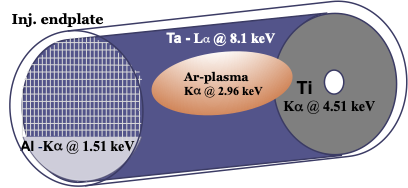 Inj. endplate
Ta - Lα @ 8.1 keV
Ar-plasma
Kα @ 2.96 keV
Ti
Kα @ 4.51 keV
Al -Kα @ 1.51 keV